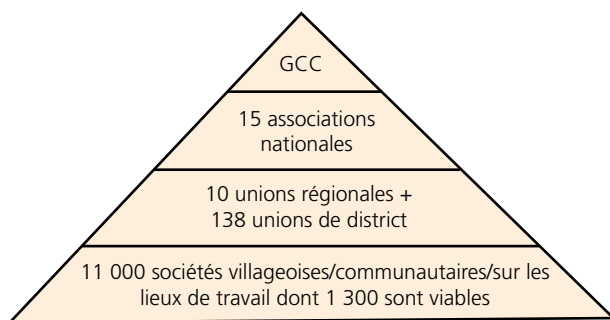 GCC
15 associations
nationales
10 unions régionales +
138 unions de district
11 000 sociétés villageoises/communautaires/sur les
lieux de travail dont 1 300 sont viables